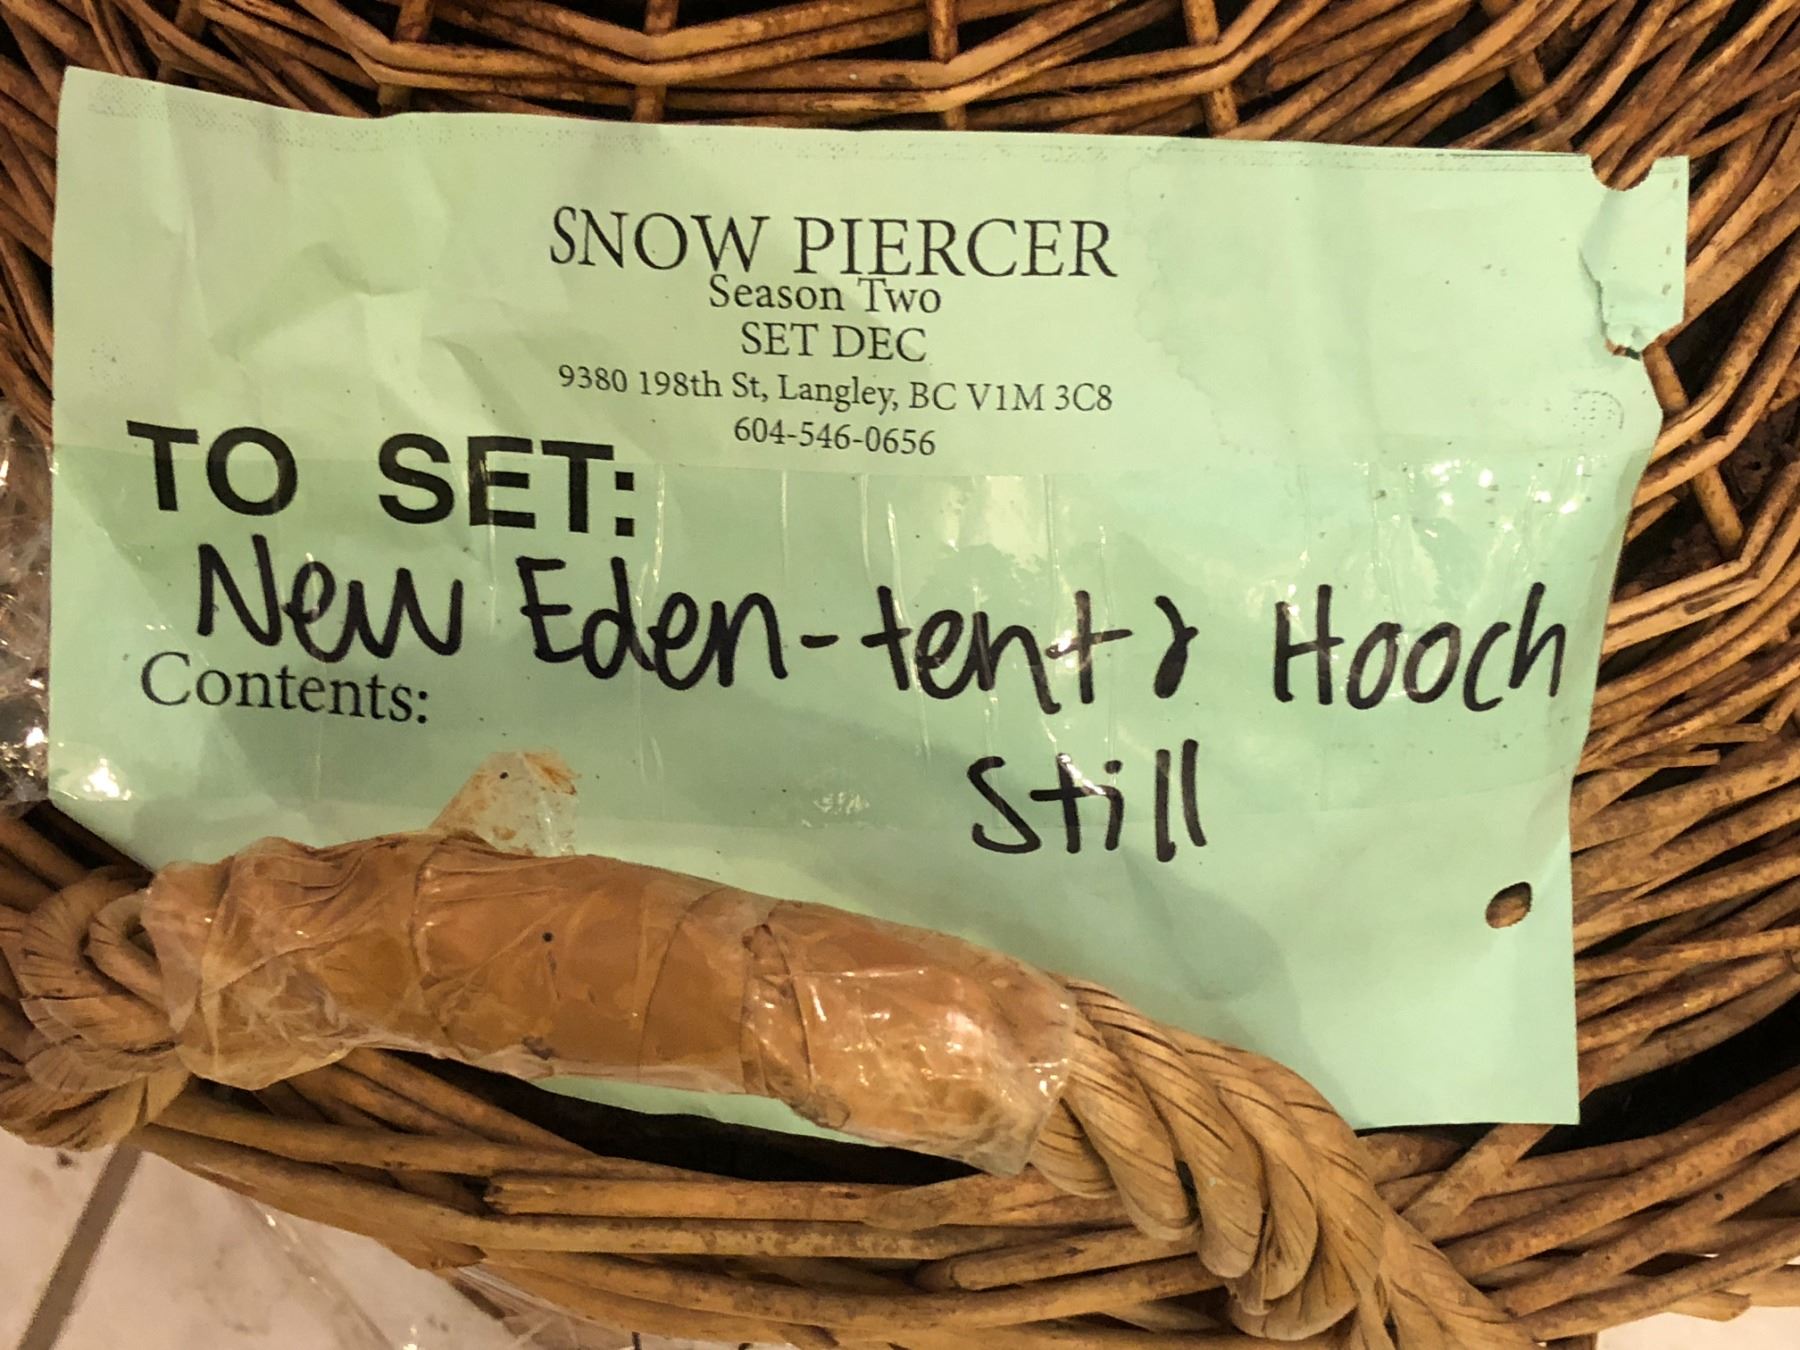 SNOW PIERCER
Season Two
SET DEC
9380 198th St, Langley, BC V1M 3C8
604-546-0656
TO SET:
New Eden-tent & Hooch
Still
Contents: